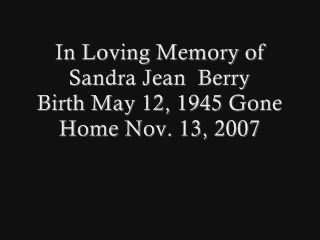 In Loving Memory of
Sandra Jean  Berry
Birth May 12, 1945 Gone
Home Nov. 13, 2007